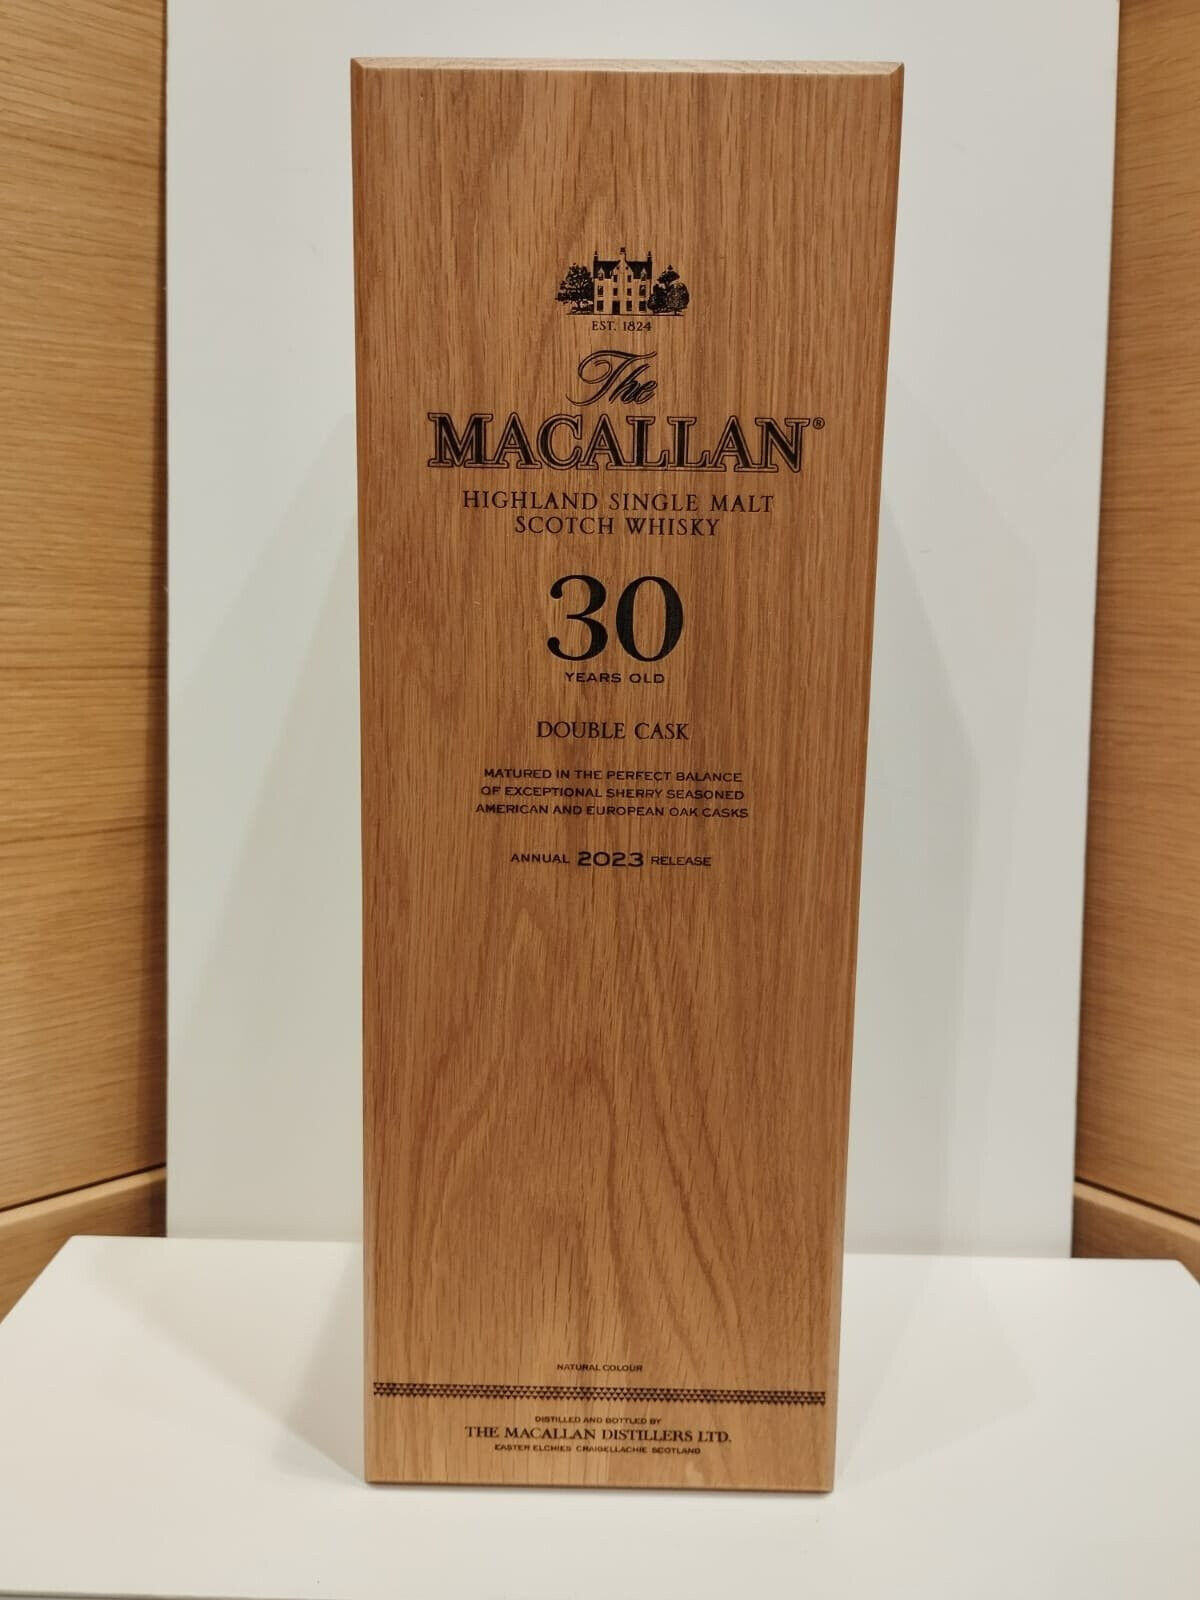 EST. 1824
The
MACALLAN®
HIGHLAND SINGLE MALT
SCOTCH WHISKY
30
YEARS OLD
DOUBLE CASK
MATURED IN THE PERFECT BALANCE
OF EXCEPTIONAL SHERRY SEASONED
AMERICAN AND EUROPEAN OAK CASKS
ANNUAL 2023 RELEASE
NATURAL COLOUR
DISTILLED AND BOTTLED BY
THE MACALLAN DISTILLERS LTD.
EASTER ELCHIES CRAIGELLACHIE SCOTLAND